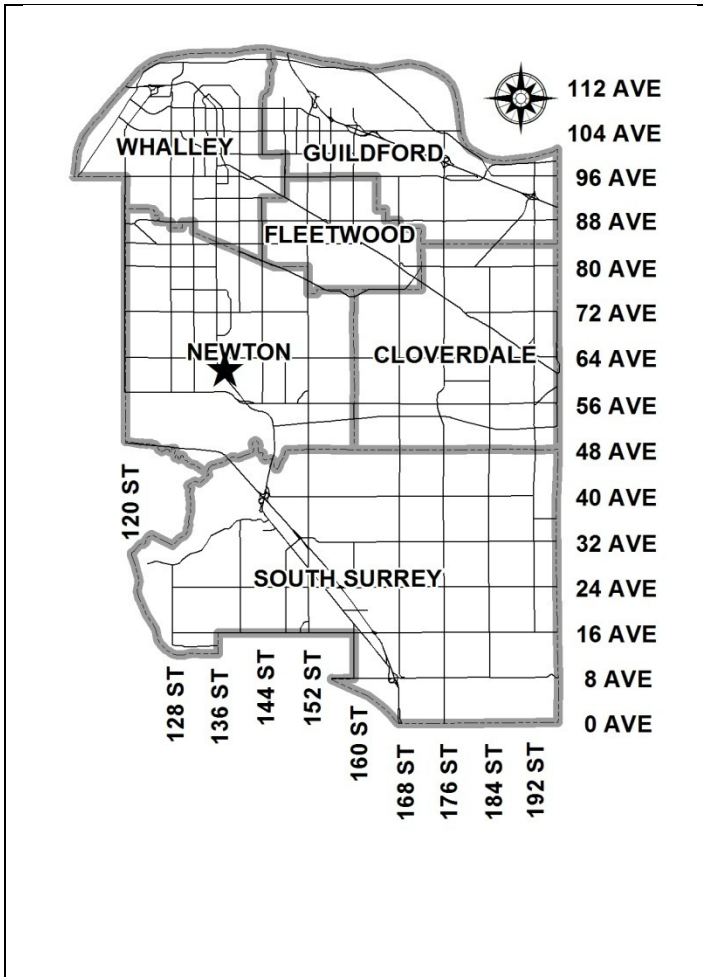 112 AVE
104 AVE
WHALLEY
GUILDFORD
96 AVE
88 AVE
FLEETWOOD
80 AVE
72 AVE
NEWTON
CLOVERDALE
64 AVE
56 AVE
48 AVE
120 ST
40 AVE
32 AVE
SOUTH SURREY
24 AVE
16 AVE
8 AVE
0 AVE
128 ST
136 ST
144 ST
152 ST
160 ST
168 ST
176 ST
184 ST
192 ST